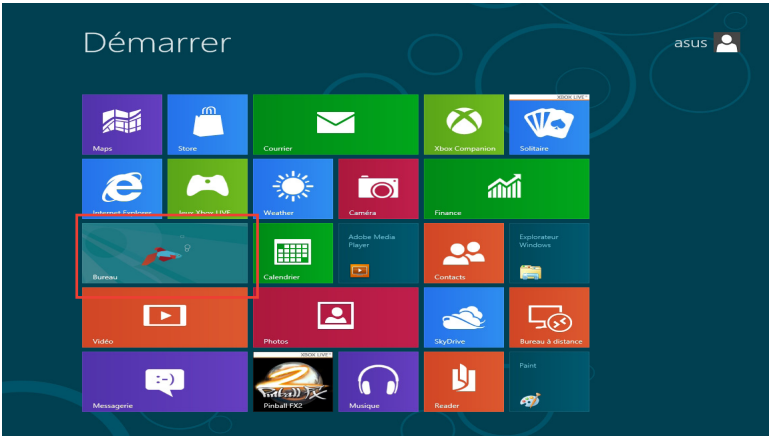 Démarrer
asus
Maps
Store
Courrier
Xbox Companion
XBOX LIVE
Solitaire
Internet Explorer
Jeux Xbox LIVE
Weather
Caméra
Finance
Bureau
Calendrier
Adobe Media
Player
Contacts
Explorateur
Windows
Vidéo
Photos
SkyDrive
Bureau à distance
Messagerie
XBOX LIVE
Pinball FX2
Pinball FX2
Musique
Reader
Paint